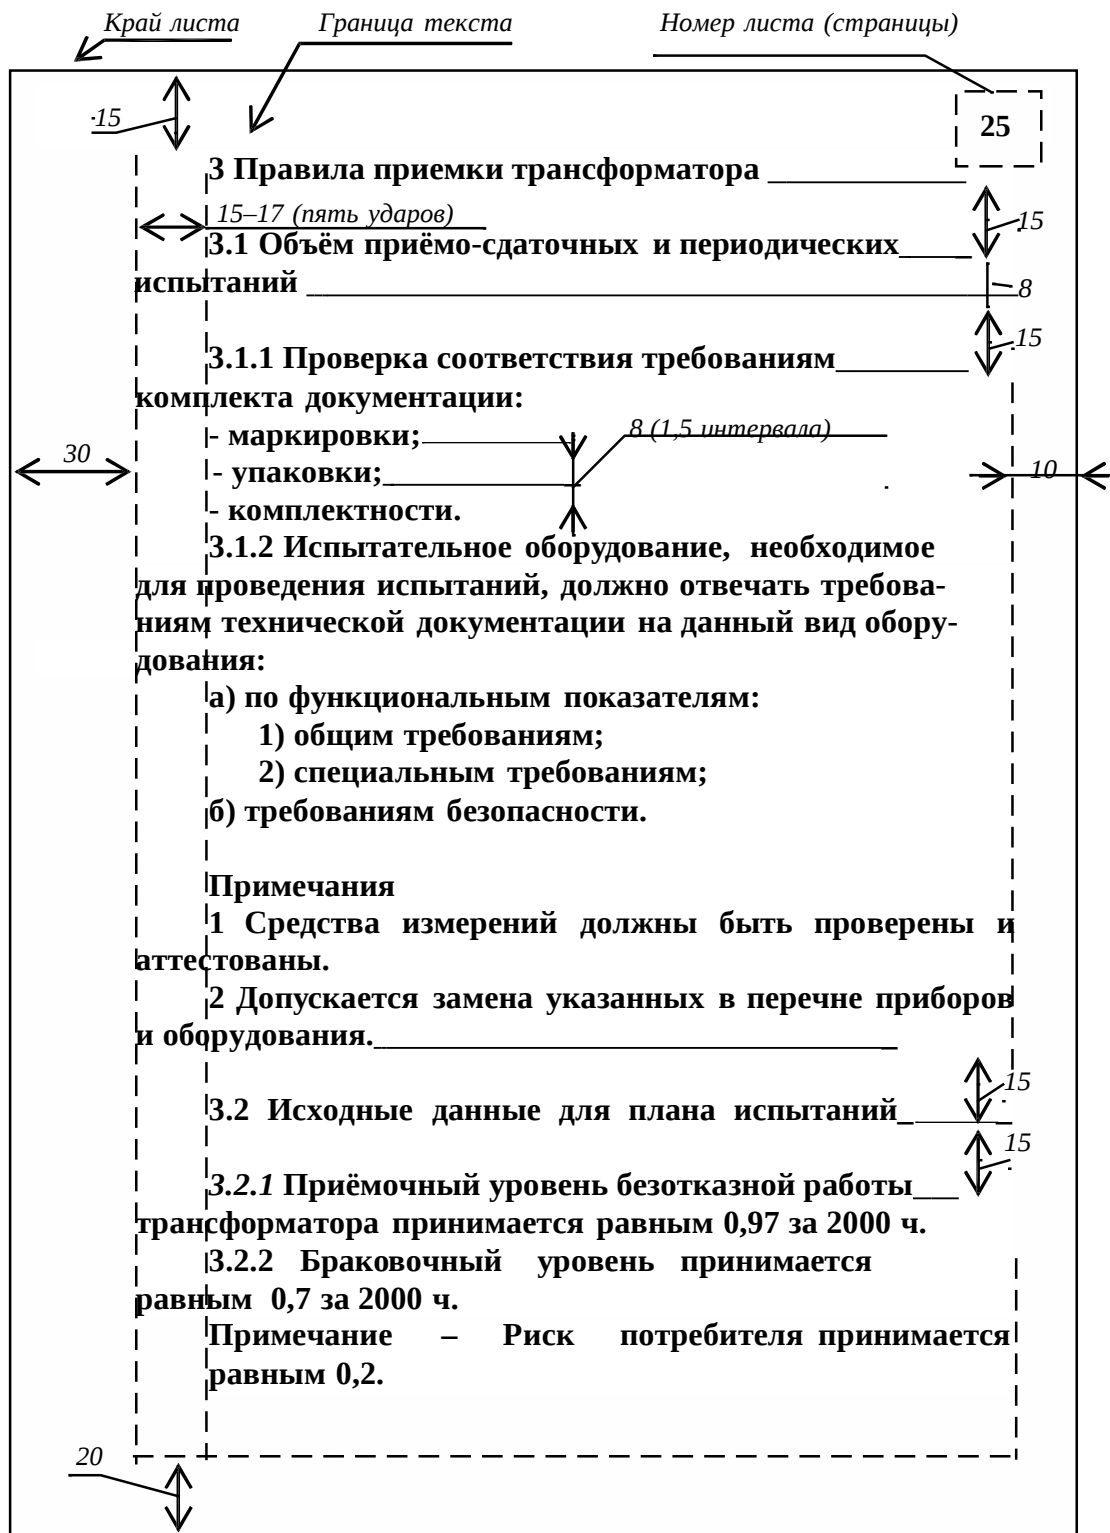 Край листа Граница текста Номер листа (страницы)
15
25
3 Правила приемки трансформатора
15–17 (пять ударов)
15
3.1 Объём приёмо-сдаточных и периодических
испытаний
8
15
3.1.1 Проверка соответствия требованиям
комплекта документации:
- маркировки;
8 (1,5 интервала)
30
- упаковки;
10
- комплектности.
3.1.2 Испытательное оборудование, необходимое
для проведения испытаний, должно отвечать требова-
ниям технической документации на данный вид обору-
дования:
а) по функциональным показателям:
1) общим требованиям;
2) специальным требованиям;
б) требованиям безопасности.
Примечания
1 Средства измерений должны быть проверены и
аттестованы.
2 Допускается замена указанных в перечне приборов
и оборудования.
15
3.2 Исходные данные для плана испытаний
15
3.2.1 Приёмочный уровень безотказной работы
трансформатора принимается равным 0,97 за 2000 ч.
3.2.2 Браковочный уровень принимается
равным 0,7 за 2000 ч.
Примечание – Риск потребителя принимается
равным 0,2.
20